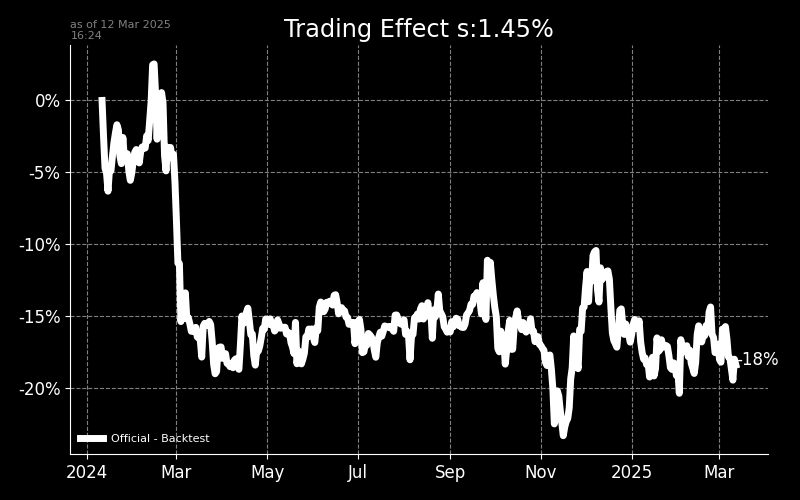 as of 12 Mar 2025
16:24
Trading Effect s:1.45%
0%
-5%
-10%
-15%
-20%
-18%
Official - Backtest
2024 Mar May Jul Sep Nov 2025 Mar